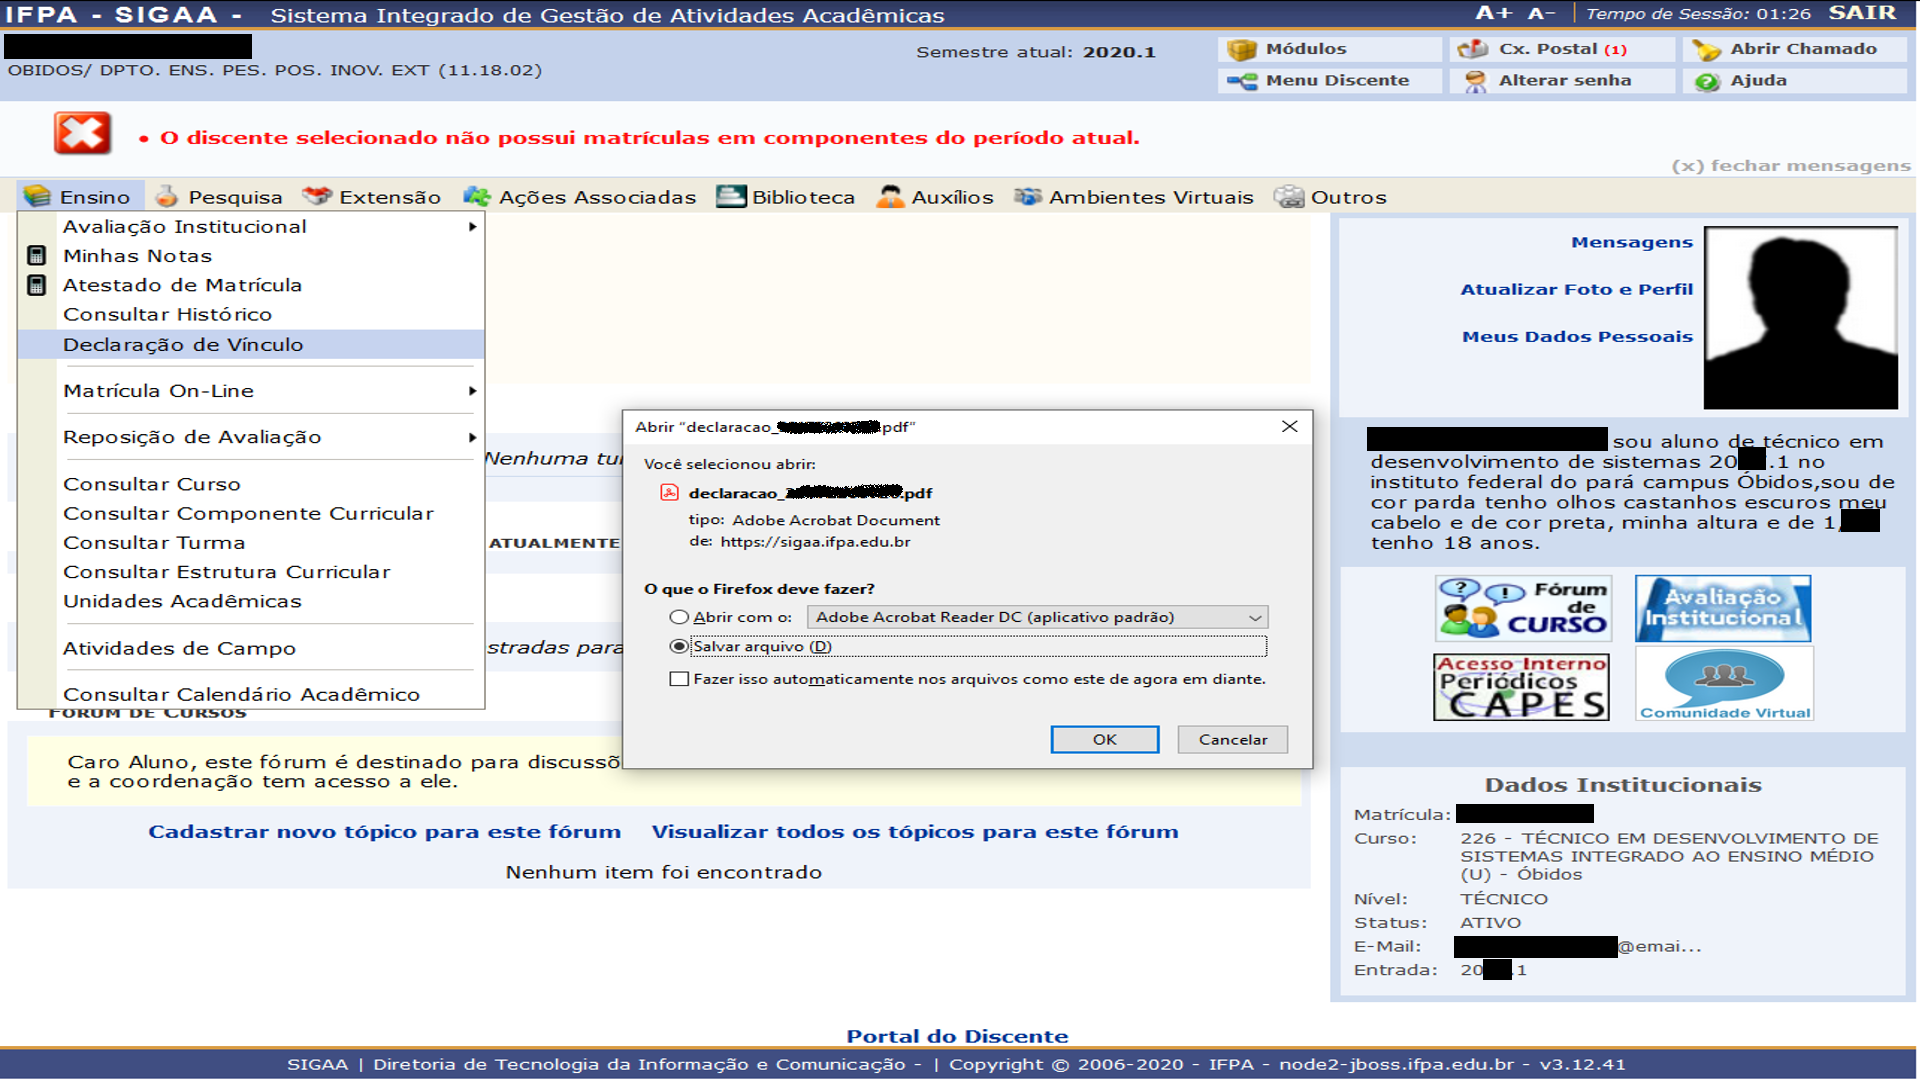 IFPA - SIGAA - Sistema Integrado de Gestão de Atividades Acadêmicas
A+ A- Tempo de Sessão: 01:26 SAIR
OBIDOS/ DPTO. ENS. PES. POS. INOV. EXT (11.18.02)
Semestre atual: 2020.1
Módulos
Cx. Postal (1)
Abrir Chamado
Menu Discente
Alterar senha
Ajuda
• O discente selecionado não possui matrículas em componentes do período atual.
(x) fechar mensagens
Ensino Pesquisa Extensão Ações Associadas Biblioteca Auxílios Ambientes Virtuais Outros
Avaliação Institucional
Minhas Notas
Atestado de Matrícula
Consultar Histórico
Declaração de Vínculo
Matrícula On-Line
Reposição de Avaliação
Consultar Curso
Consultar Componente Curricular
Consultar Turma
Consultar Estrutura Curricular
Unidades Acadêmicas
Atividades de Campo
Consultar Calendário Acadêmico
Nenhuma tu
ATUALMENTE
stradas para
FÓRUM DE CURSOS
Caro Aluno, este fórum é destinado para discussõ
e a coordenação tem acesso a ele.
Cadastrar novo tópico para este fórum Visualizar todos os tópicos para este fórum
Nenhum item foi encontrado
Abrir "declaracao_ .pdf"
Você selecionou abrir:
declaracao_ .pdf
tipo: Adobe Acrobat Document
de: https://sigaa.ifpa.edu.br
O que o Firefox deve fazer?
Abrir com o: Adobe Acrobat Reader DC (aplicativo padrão)
Salvar arquivo (D)
Fazer isso automaticamente nos arquivos como este de agora em diante.
OK Cancelar
Mensagens
Atualizar Foto e Perfil
Meus Dados Pessoais
sou aluno de técnico em
desenvolvimento de sistemas 20 .1 no
instituto federal do pará campus Óbidos,sou de
cor parda tenho olhos castanhos escuros meu
cabelo e de cor preta, minha altura e de 1,
tenho 18 anos.
Fórum de CURSO
Avaliação Institucional
Acesso Interno Periódicos CAPES
Comunidade Virtual
Dados Institucionais
Matrícula:
Curso: 226 - TÉCNICO EM DESENVOLVIMENTO DE
SISTEMAS INTEGRADO AO ENSINO MÉDIO
(U) - Óbidos
Nível: TÉCNICO
Status: ATIVO
E-Mail: @emai...
Entrada: 20 .1
Portal do Discente
SIGAA | Diretoria de Tecnologia da Informação e Comunicação - | Copyright © 2006-2020 - IFPA - node2-jboss.ifpa.edu.br - v3.12.41